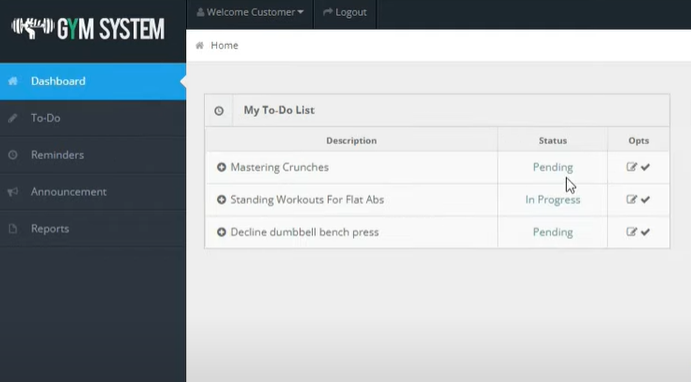 GYM SYSTEM
Welcome Customer
Logout
Home
Dashboard
To-Do
Reminders
Announcement
Reports
My To-Do List
Description Status Opts
Mastering Crunches Pending
Standing Workouts For Flat Abs In Progress
Decline dumbbell bench press Pending